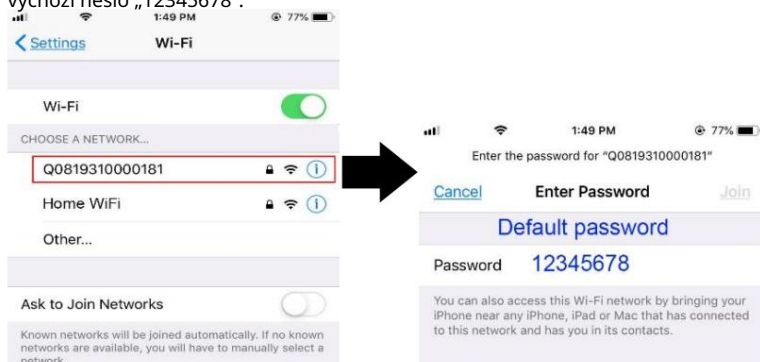 výchozí heslo „12345678“.
1:49 PM
77%
Settings
Wi-Fi
Wi-Fi
CHOOSE A NETWORK...
Q0819310000181
Home WiFi
Other...
Ask to Join Networks
Known networks will be joined automatically. If no known
networks are available, you will have to manually select a
network.
1:49 PM
77%
Enter the password for “Q0819310000181”
Cancel
Enter Password
Join
Default password
Password
12345678
You can also access this Wi-Fi network by bringing your
iPhone near any iPhone, iPad or Mac that has connected
to this network and has you in its contacts.